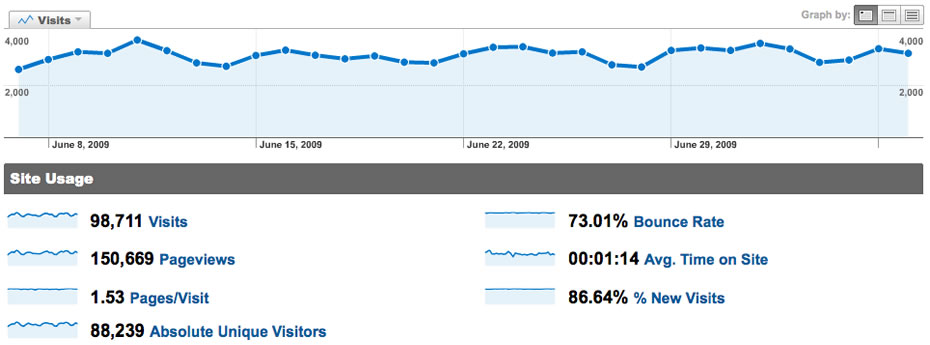 Visits
Graph by:
4,000 4,000
2,000 2,000
June 8, 2009 June 15, 2009 June 22, 2009 June 29, 2009
Site Usage
98,711 Visits 73.01% Bounce Rate
150,669 Pageviews 00:01:14 Avg. Time on Site
1.53 Pages/Visit 86.64% % New Visits
88,239 Absolute Unique Visitors